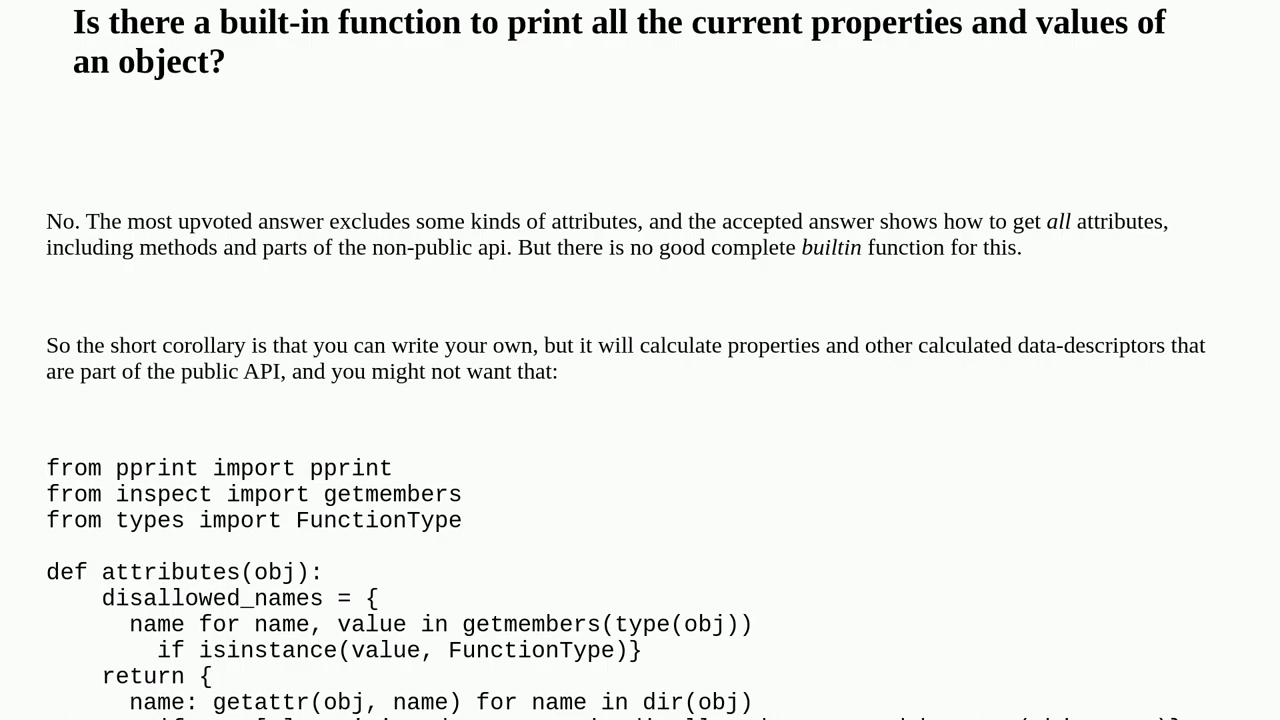 Is there a built-in function to print all the current properties and values of
an object?
No. The most upvoted answer excludes some kinds of attributes, and the accepted answer shows how to get all attributes,
including methods and parts of the non-public api. But there is no good complete builtin function for this.
So the short corollary is that you can write your own, but it will calculate properties and other calculated data-descriptors that
are part of the public API, and you might not want that:
from pprint import pprint
from inspect import getmembers
from types import FunctionType
def attributes(obj):
    disallowed_names = {
      name for name, value in getmembers(type(obj))
        if isinstance(value, FunctionType)}
    return {
      name: getattr(obj, name) for name in dir(obj)